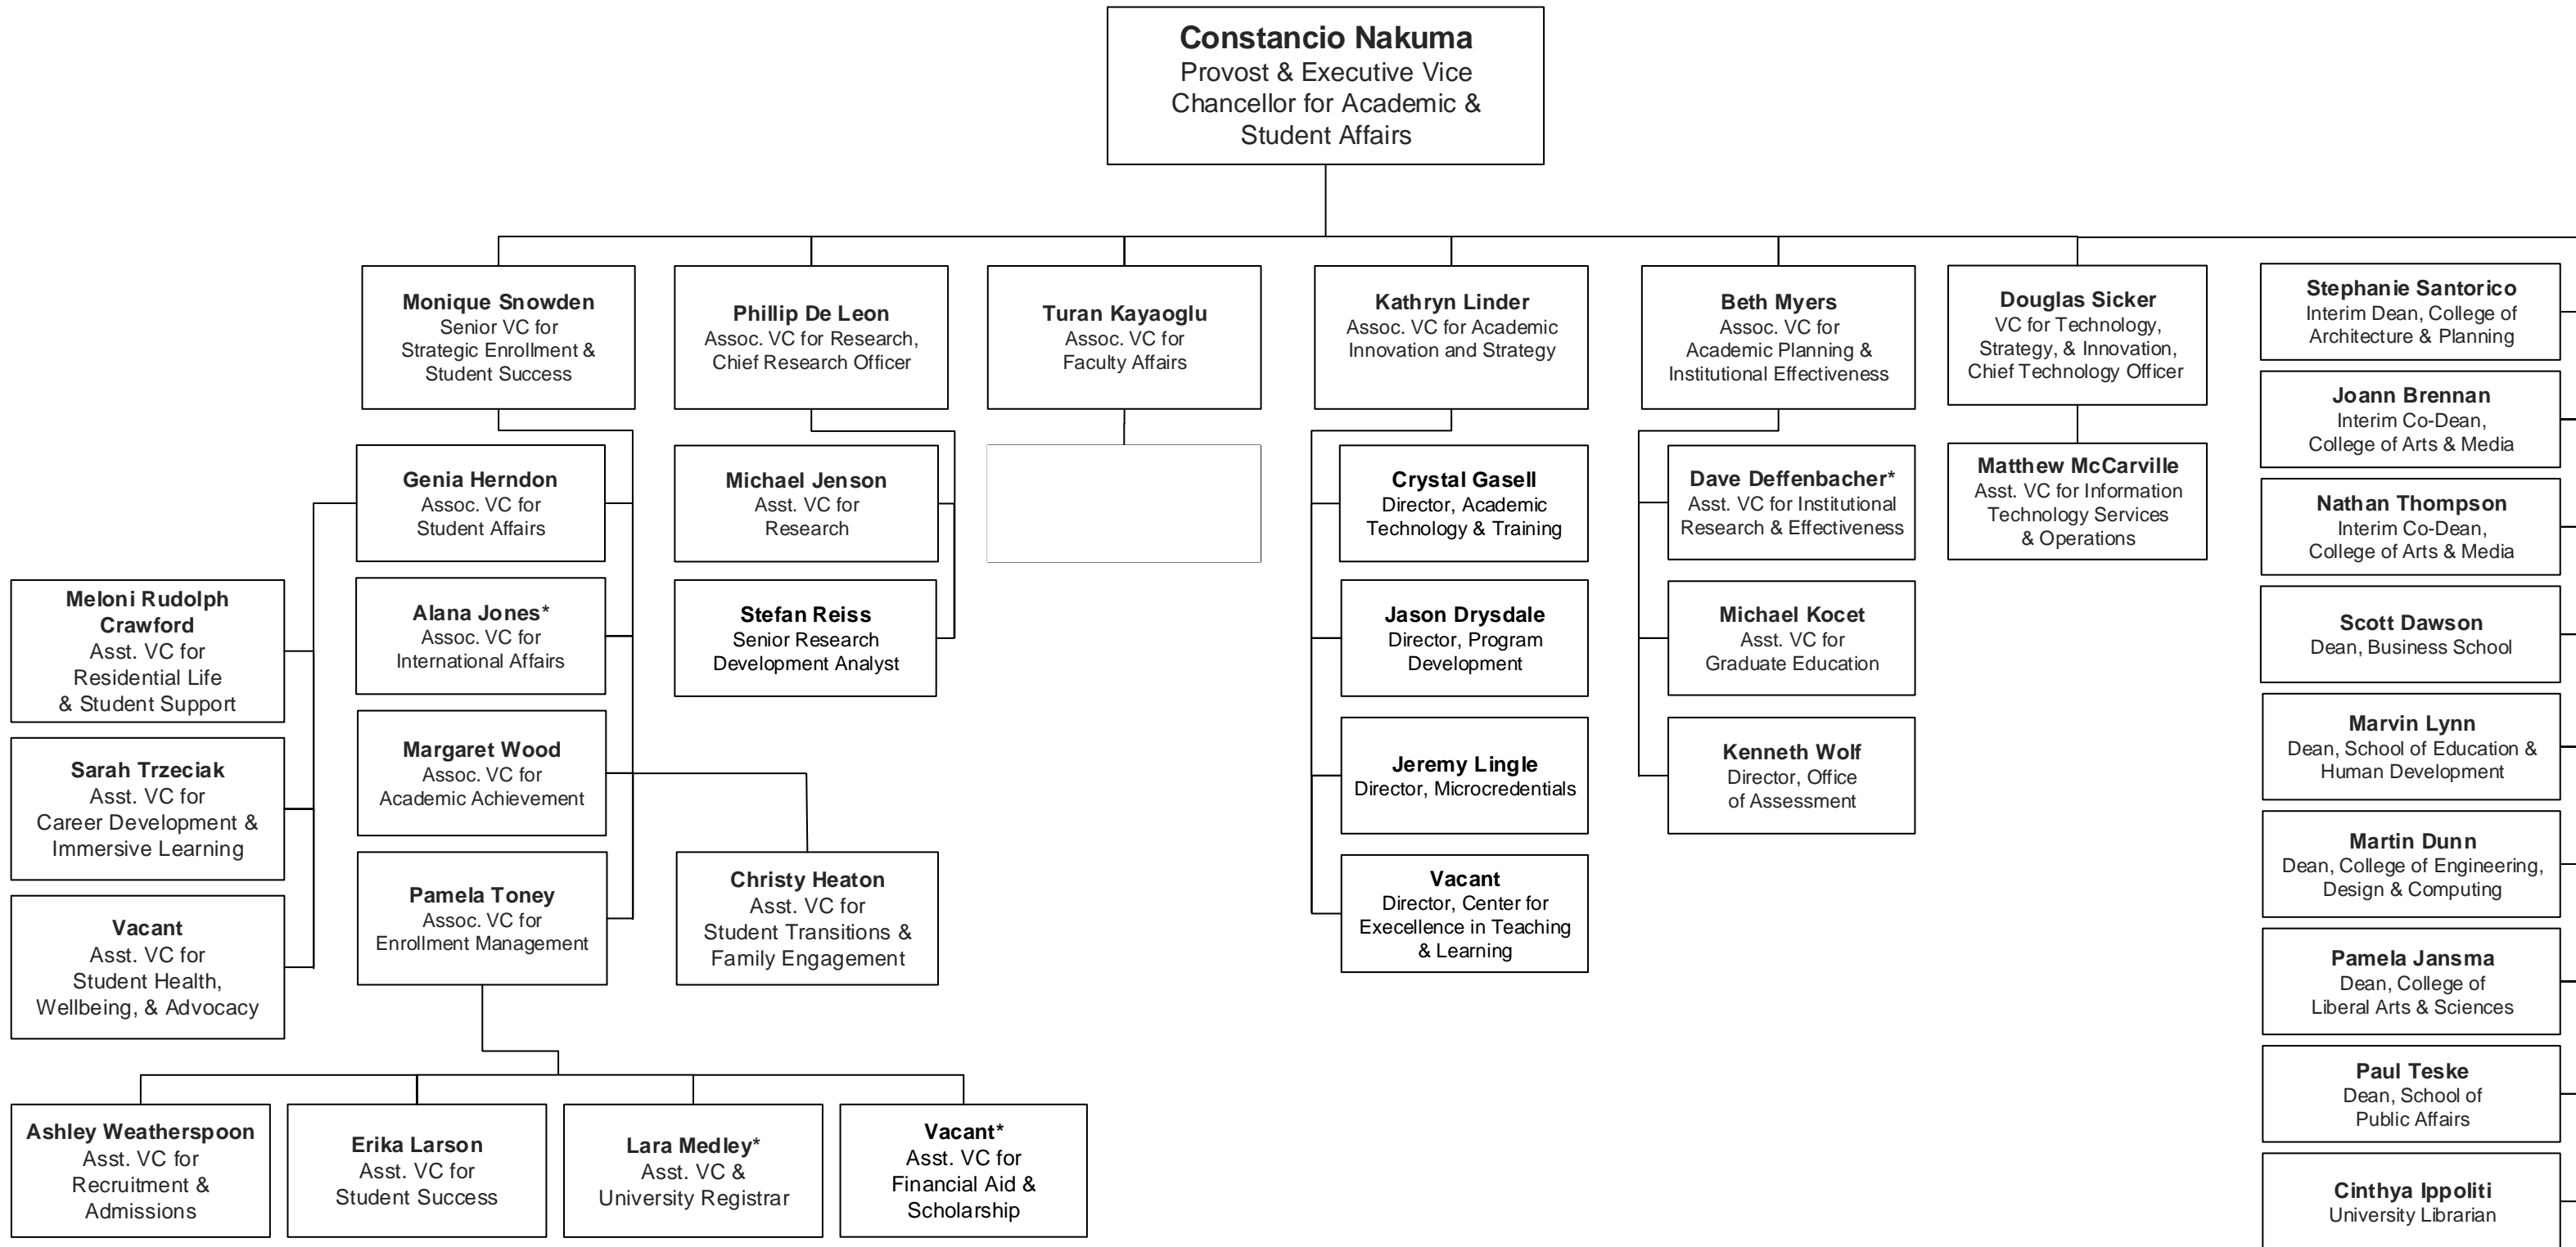 Constancio Nakuma
Provost & Executive Vice
Chancellor for Academic &
Student Affairs
Monique Snowden
Senior VC for
Strategic Enrollment &
Student Success
Phillip De Leon
Assoc. VC for Research,
Chief Research Officer
Turan Kayaoglu
Assoc. VC for
Faculty Affairs
Kathryn Linder
Assoc. VC for Academic
Innovation and Strategy
Beth Myers
Assoc. VC for
Academic Planning &
Institutional Effectiveness
Douglas Sicker
VC for Technology,
Strategy, & Innovation,
Chief Technology Officer
Stephanie Santorico
Interim Dean, College of
Architecture & Planning
Joann Brennan
Interim Co-Dean,
College of Arts & Media
Nathan Thompson
Interim Co-Dean,
College of Arts & Media
Scott Dawson
Dean, Business School
Marvin Lynn
Dean, School of Education &
Human Development
Martin Dunn
Dean, College of Engineering,
Design & Computing
Pamela Jansma
Dean, College of
Liberal Arts & Sciences
Paul Teske
Dean, School of
Public Affairs
Cinthya Ippoliti
University Librarian
Genia Herndon
Assoc. VC for
Student Affairs
Alana Jones*
Assoc. VC for
International Affairs
Margaret Wood
Assoc. VC for
Academic Achievement
Pamela Toney
Assoc. VC for
Enrollment Management
Michael Jenson
Asst. VC for
Research
Stefan Reiss
Senior Research
Development Analyst
Christy Heaton
Asst. VC for
Student Transitions &
Family Engagement
Crystal Gasell
Director, Academic
Technology & Training
Jason Drysdale
Director, Program
Development
Jeremy Lingle
Director, Microcredentials
Vacant
Director, Center for
Execellence in Teaching
& Learning
Dave Deffenbacher*
Asst. VC for Institutional
Research & Effectiveness
Michael Kocet
Asst. VC for
Graduate Education
Kenneth Wolf
Director, Office
of Assessment
Matthew McCarville
Asst. VC for Information
Technology Services
& Operations
Meloni Rudolph
Crawford
Asst. VC for
Residential Life
& Student Support
Sarah Trzeciak
Asst. VC for
Career Development &
Immersive Learning
Vacant
Asst. VC for
Student Health,
Wellbeing, & Advocacy
Ashley Weatherspoon
Asst. VC for
Recruitment &
Admissions
Erika Larson
Asst. VC for
Student Success
Lara Medley*
Asst. VC &
University Registrar
Vacant*
Asst. VC for
Financial Aid &
Scholarship